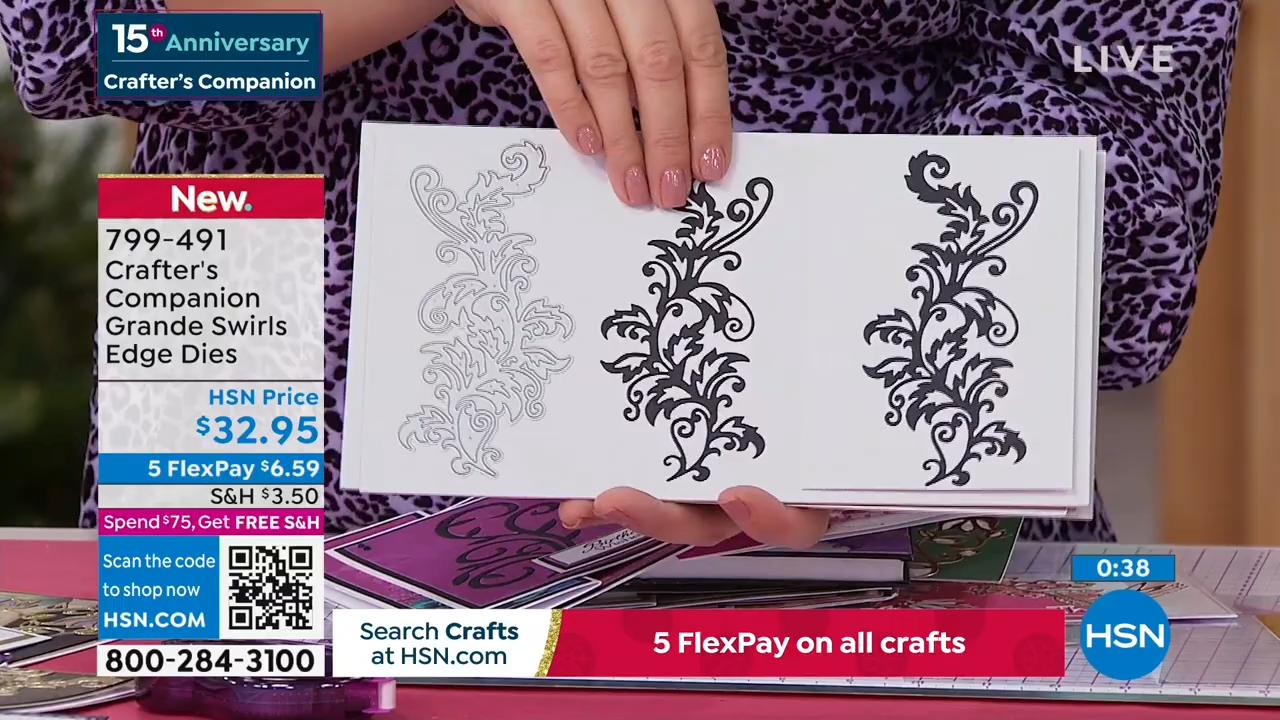 15th Anniversary
Crafter's Companion
LIVE
New.
799-491
Crafter's
Companion
Grande Swirls
Edge Dies
HSN Price
$32.95
5 FlexPay $6.59
S&H $3.50
Spend $75, Get FREE S&H
Scan the code
to shop now
HSN.COM
800-284-3100
Search Crafts
at HSN.com
5 FlexPay on all crafts
0:38
HSN